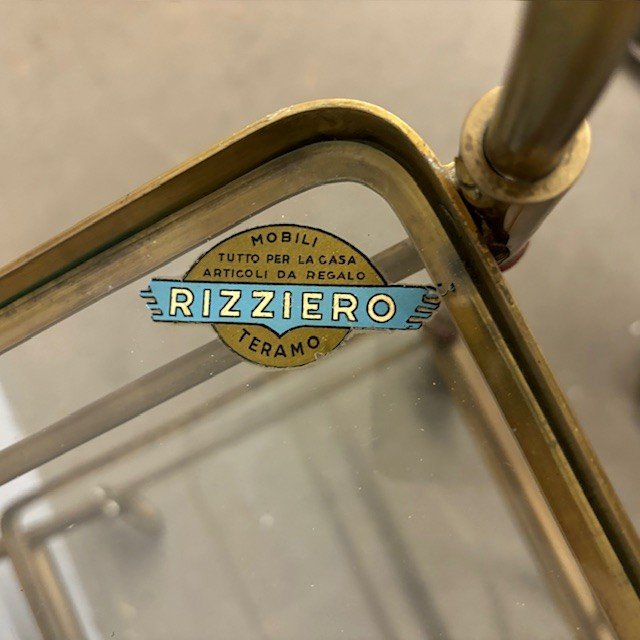 MOBILI
TUTTO PER LA CASA
ARTICOLI DA REGALO
RIZZIERO
TERAMO